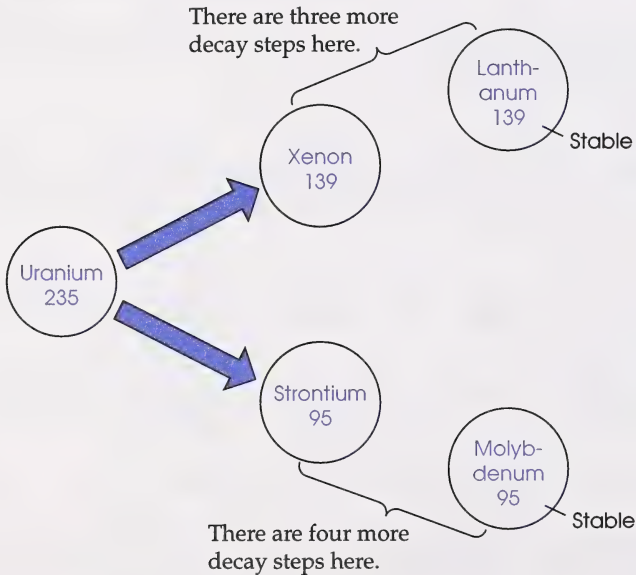 There are three more
decay steps here.
Lanth-
anum
139
Stable
Xenon
139
Uranium
235
Strontium
95
Molyb-
denum
95
Stable
There are four more
decay steps here.